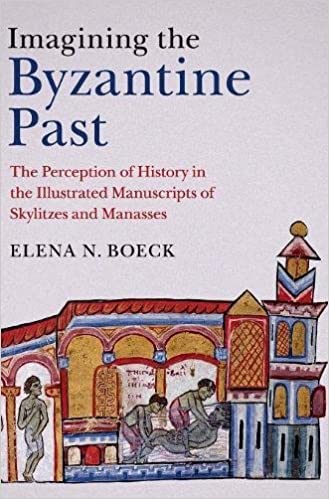 Imagining the
Byzantine
Past
The Perception of History in
the Illustrated Manuscripts of
Skylitzes and Manasses
ELENA N. BOECK